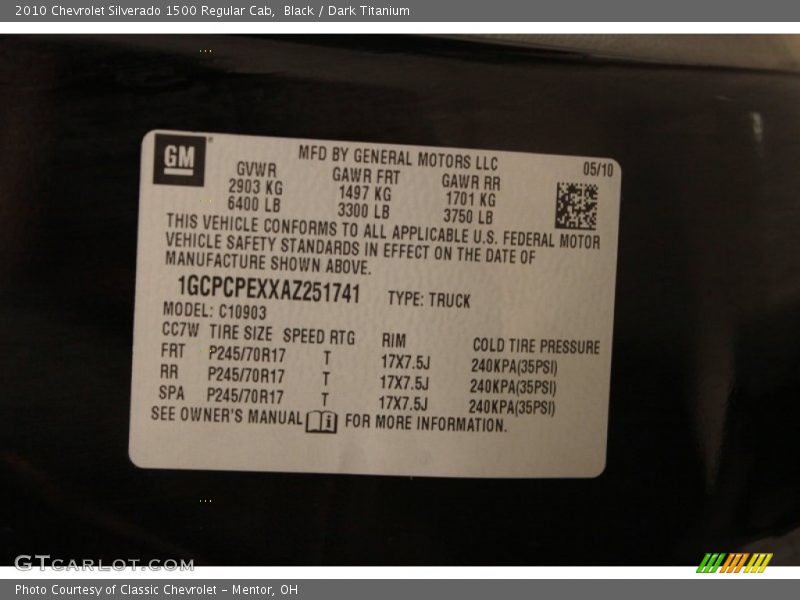 2010 Chevrolet Silverado 1500 Regular Cab, Black / Dark Titanium
GM
MFD BY GENERAL MOTORS LLC 05/10
GVWR GAWR FRT GAWR RR
2903 KG 1497 KG 1701 KG
6400 LB 3300 LB 3750 LB
THIS VEHICLE CONFORMS TO ALL APPLICABLE U.S. FEDERAL MOTOR
VEHICLE SAFETY STANDARDS IN EFFECT ON THE DATE OF
MANUFACTURE SHOWN ABOVE.
1GCPCPEXXAZ251741 TYPE: TRUCK
MODEL: C10903
CC7W TIRE SIZE SPEED RTG RIM COLD TIRE PRESSURE
FRT P245/70R17 T 17X7.5J 240KPA(35PSI)
RR P245/70R17 T 17X7.5J 240KPA(35PSI)
SPA P245/70R17 T 17X7.5J 240KPA(35PSI)
SEE OWNER'S MANUAL i FOR MORE INFORMATION.
GTCARLOT.COM
Photo Courtesy of Classic Chevrolet - Mentor, OH